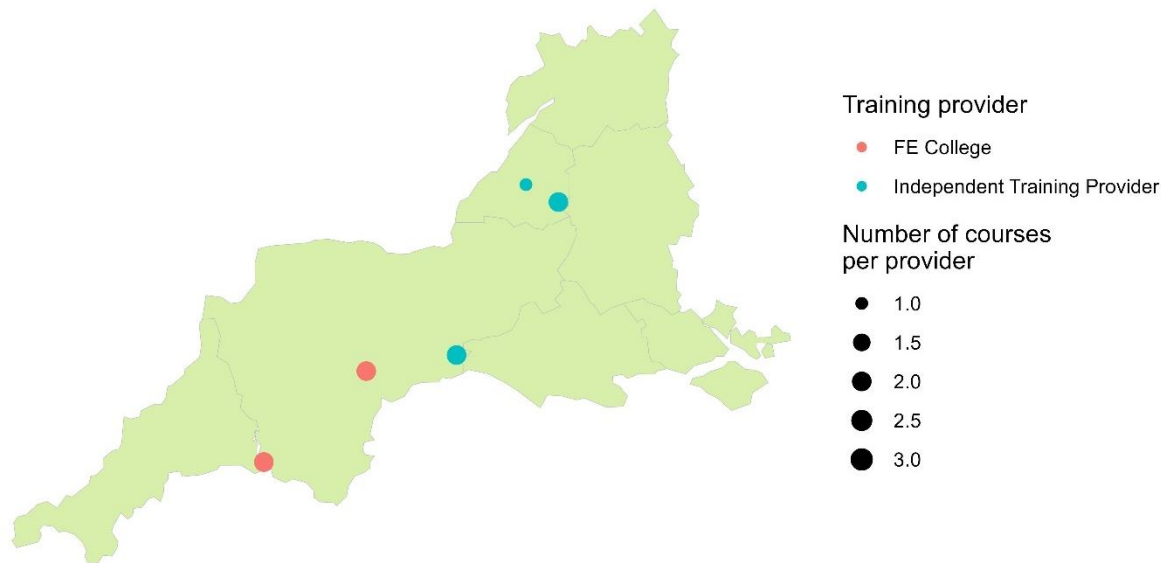 Training provider
FE College
Independent Training Provider
Number of courses
per provider
1.0
1.5
2.0
2.5
3.0